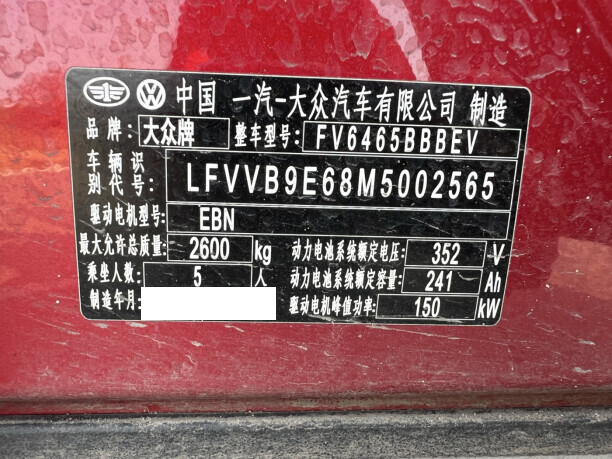 中国 一汽-大众汽车有限公司 制造
品牌: 大众牌 整车型号: FV6465BBBEV
车辆识别代号: LFVVB9E68M5002565
驱动电机型号: EBN
最大允许总质量: 2600 kg 动力电池系统额定电压: 352 V
乘坐人数: 5 人 动力电池系统额定容量: 241 Ah
制造年月: 驱动电机峰值功率: 150 kW